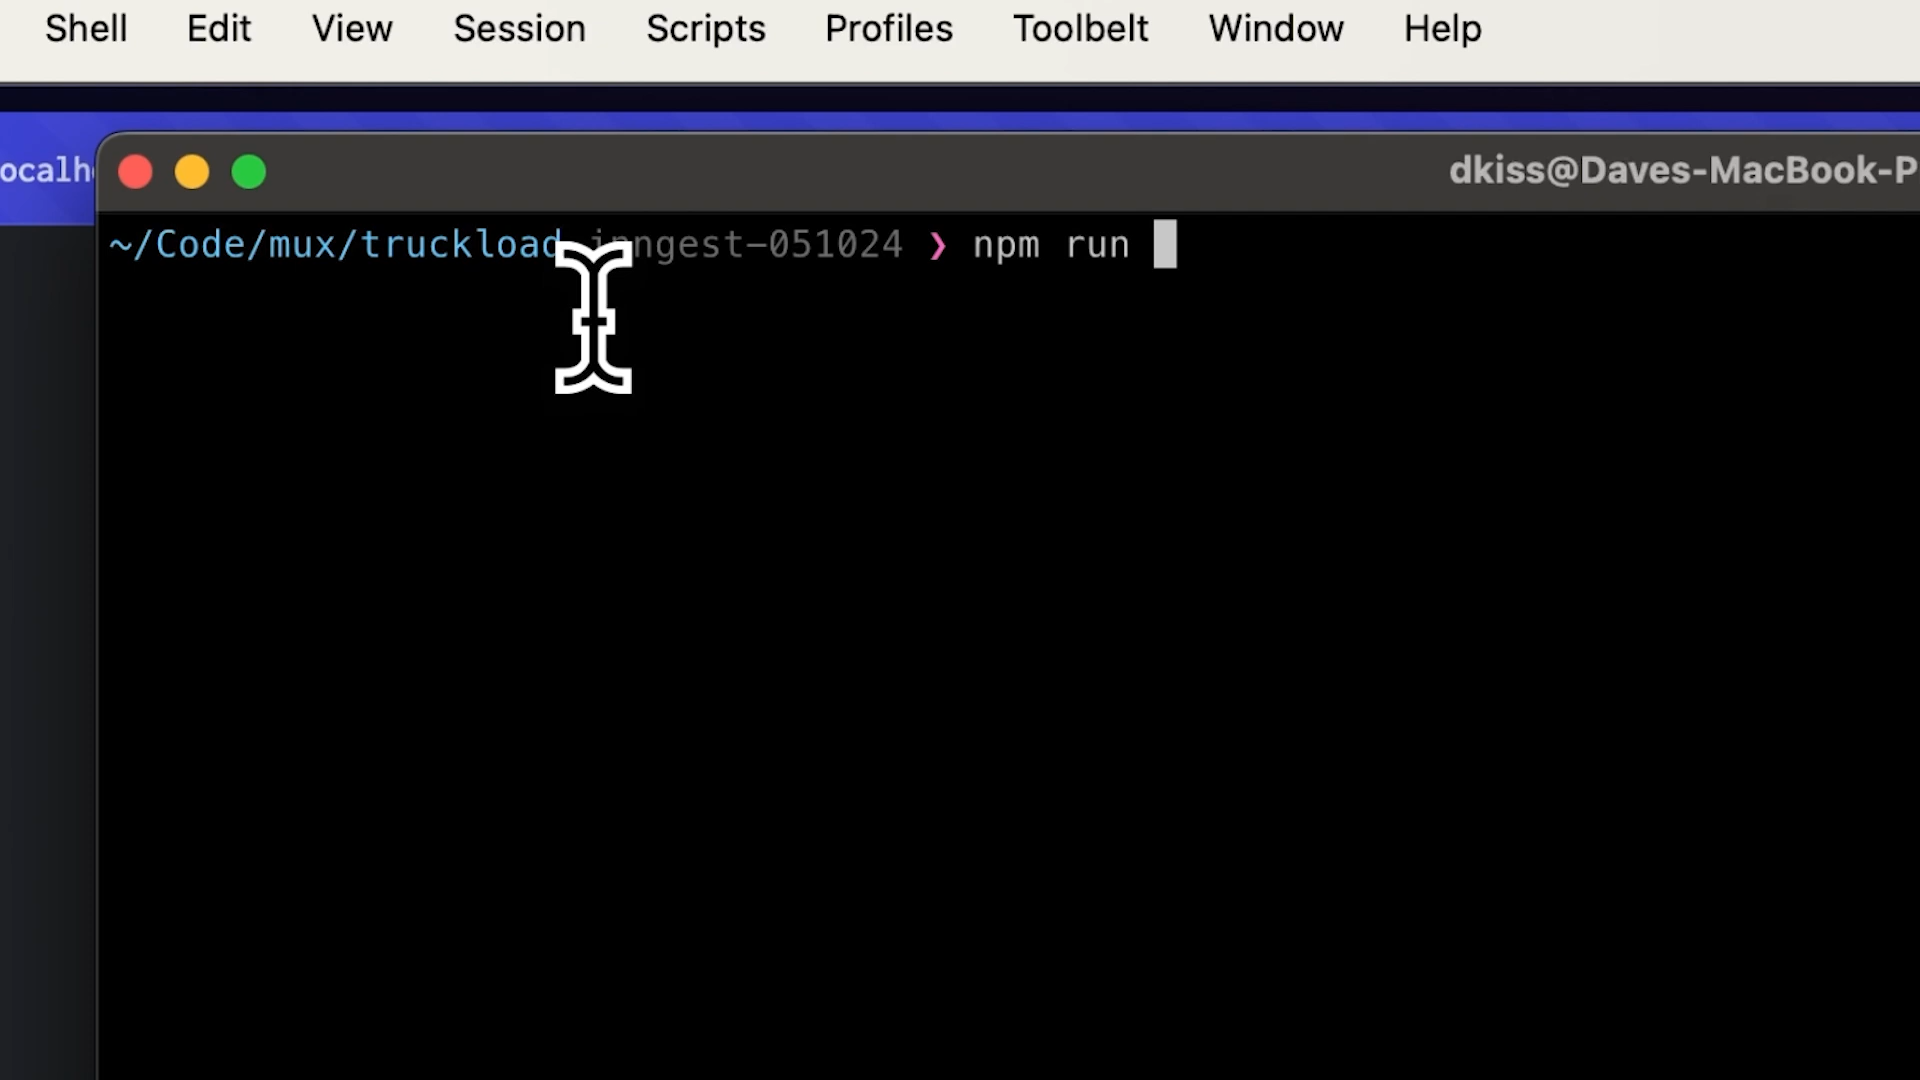 Shell Edit View Session Scripts Profiles Toolbelt Window Help
ocalh dkiss@Daves-MacBook-P
~/Code/mux/truckload inngest-051024 ❯ npm run